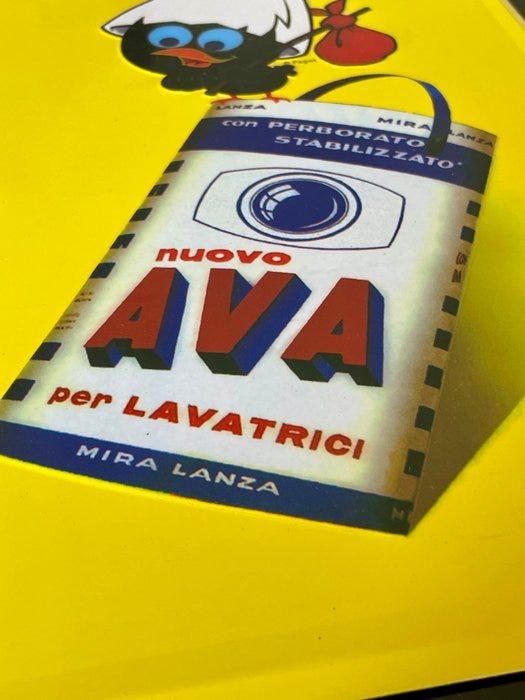 LANZA
MIRA LANZA
con PERBORATO
STABILIZZATO
nuovo
AVA
per LAVATRICI
MIRA LANZA